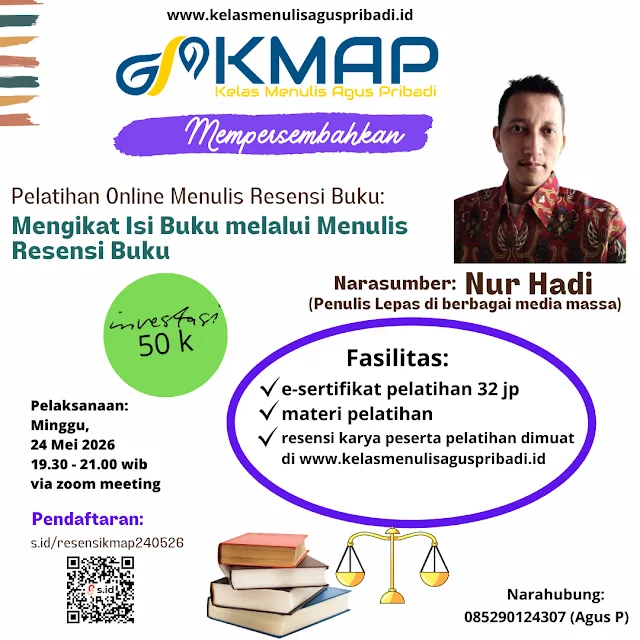 www.kelasmenulisaguspribadi.id
KMAP
Kelas Menulis Agus Pribadi
Mempersembahkan
Pelatihan Online Menulis Resensi Buku:
Mengikat Isi Buku melalui Menulis
Resensi Buku
Narasumber: Nur Hadi
(Penulis Lepas di berbagai media massa)
investasi
50 k
Fasilitas:
e-sertifikat pelatihan 32 jp
materi pelatihan
resensi karya peserta pelatihan dimuat
di www.kelasmenulisaguspribadi.id
Pelaksanaan:
Minggu,
24 Mei 2026
19.30 - 21.00 wib
via zoom meeting
Pendaftaran:
s.id/resensikmap240526
s.id
Narahubung:
085290124307 (Agus P)